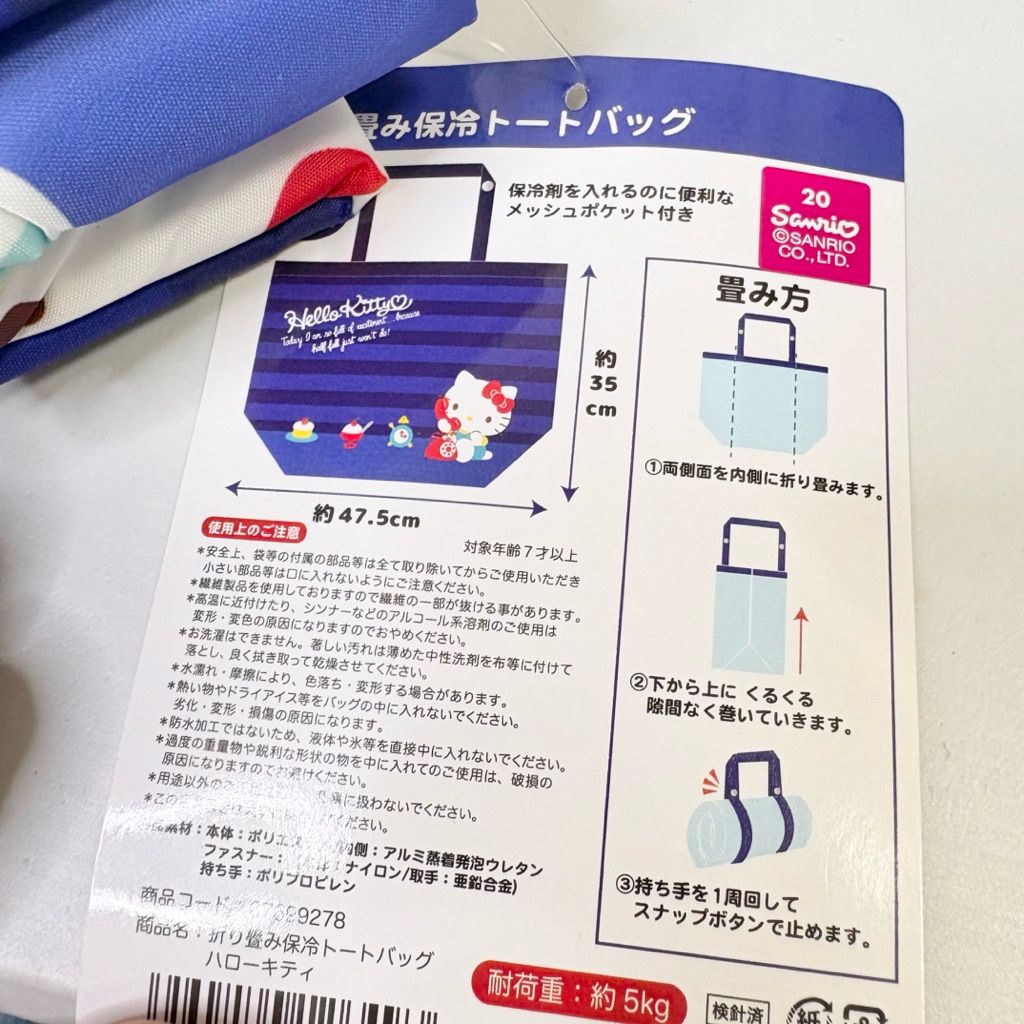 畳み保冷トートバッグ
保冷剤を入れるのに便利な
メッシュポケット付き
20
Sanrio
©SANRIO
CO.,LTD.
Hello Kitty
Today I am so full of excitement...because
half full just won't do!
約
35
cm
約 47.5cm
対象年齢7才以上
使用上のご注意
*安全上、袋等の付属の部品等は全て取り除いてからご使用いただき
小さい部品等は口に入れないようにご注意ください。
*繊維製品を使用しておりますので繊維の一部が抜ける事があります。
*高温に近付けたり、シンナーなどのアルコール系溶剤のご使用は
変形・変色の原因になりますのでおやめください。
*お洗濯はできません。著しい汚れは薄めた中性洗剤を布等に付けて
落とし、良く拭き取って乾燥させてください。
*水濡れ・摩擦により、色落ち・変形する場合があります。
*熱い物やドライアイス等をバッグの中に入れないでください。
劣化・変形・損傷の原因になります。
*防水加工ではないため、液体や氷等を直接中に入れないでください。
*過度の重量物や鋭利な形状の物を中に入れてのご使用は、破損の
原因になりますのでお避けください。
*用途以外の
に扱わないでください。
*この
ください。
素材：本体：ポリエ
内側：アルミ蒸着発泡ウレタン
ファスナー：
ナイロン/取手：亜鉛合金)
持ち手：ポリプロピレン
商品コード
9278
商品名：折り畳み保冷トートバッグ
ハローキティ
畳み方
①両側面を内側に折り畳みます。
②下から上に くるくる
隙間なく巻いていきます。
③持ち手を1周回して
スナップボタンで止めます。
耐荷重：約5kg
検針済
紙